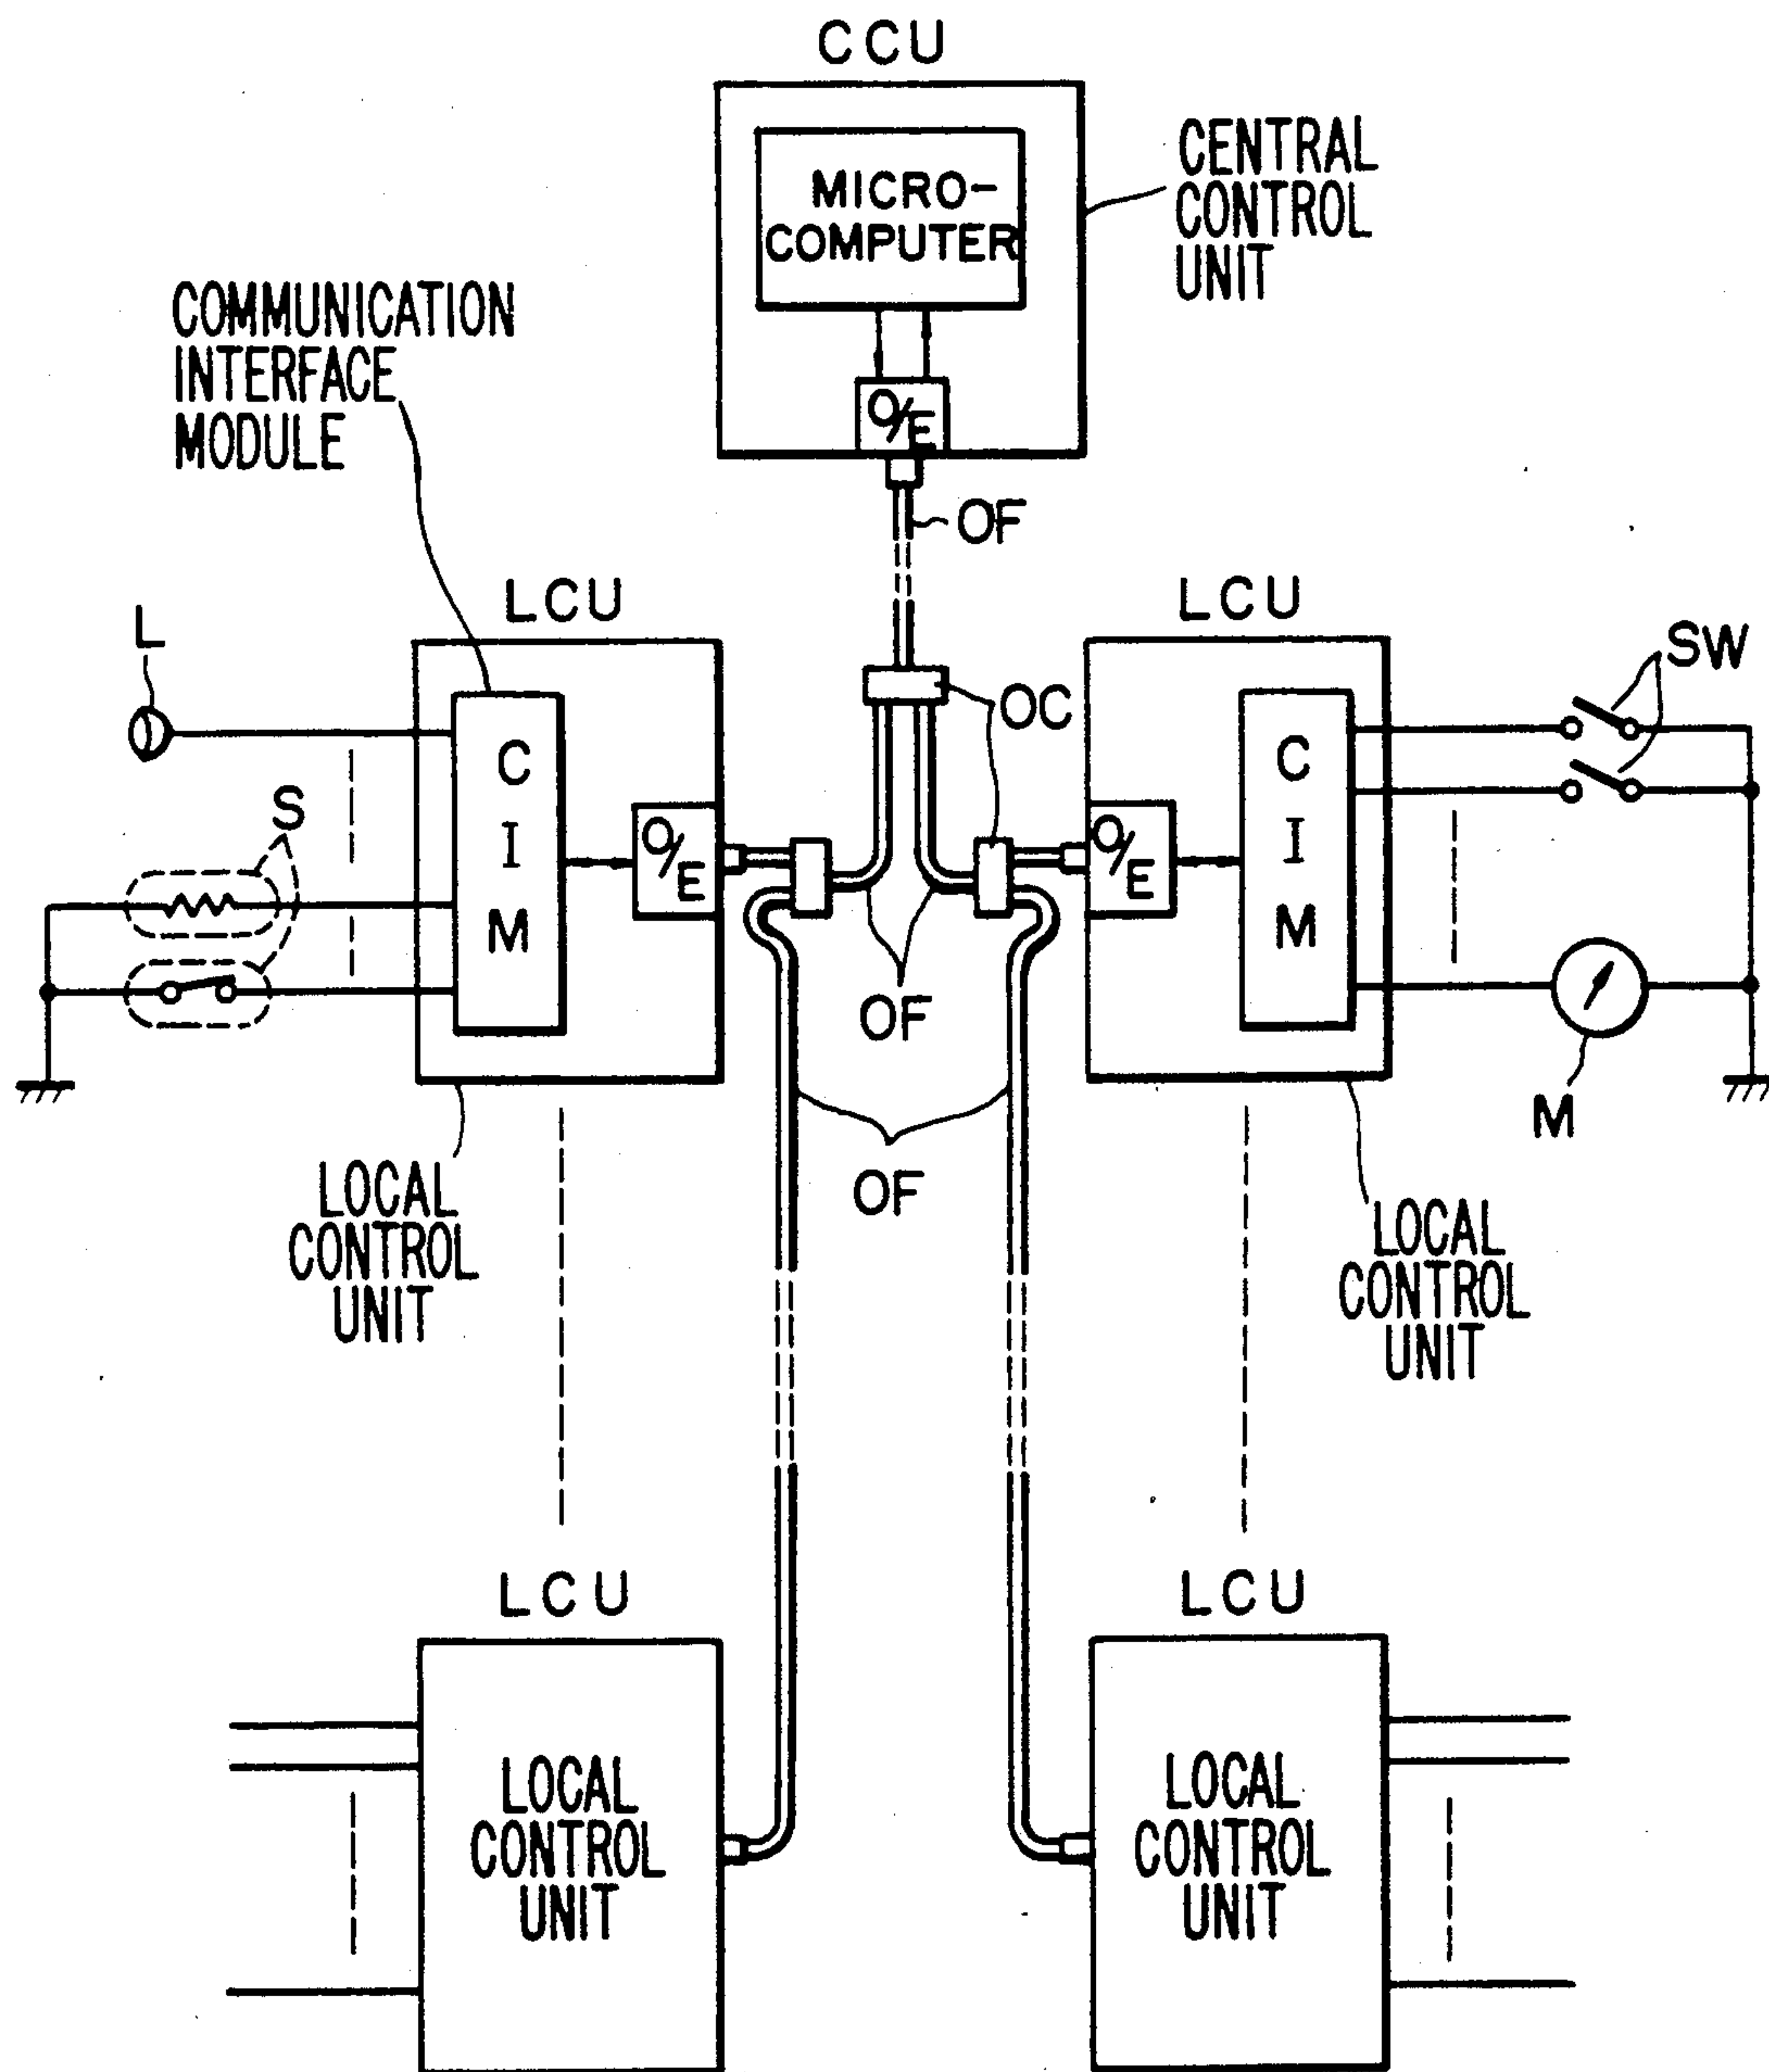 CCU
MICRO-
COMPUTER
CENTRAL
CONTROL
UNIT
COMMUNICATION
INTERFACE
MODULE
O/E
OF
LCU
LCU
L
SW
OC
S
C
I
M
O/E
O/E
C
I
M
OF
M
OF
LOCAL
CONTROL
UNIT
LOCAL
CONTROL
UNIT
LCU
LCU
LOCAL
CONTROL
UNIT
LOCAL
CONTROL
UNIT